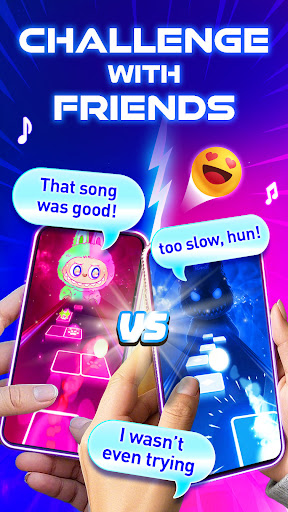 CHALLENGE
WITH
FRIENDS
That song
was good!
too slow, hun!
VS
I wasn't
even trying